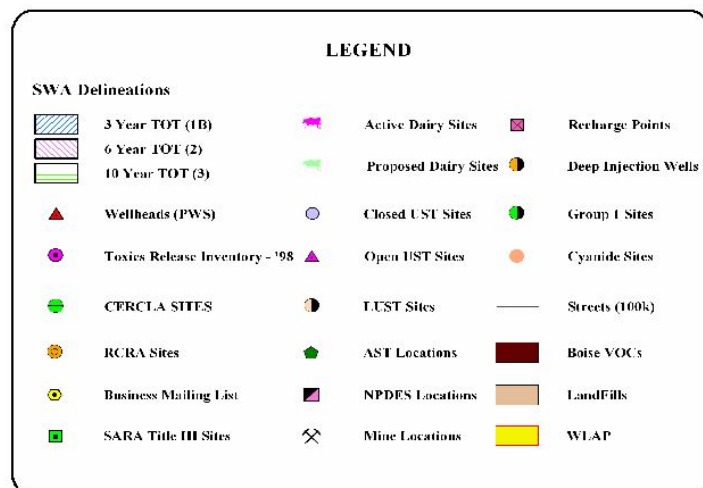 LEGEND
SWA Delineations
3 Year TOT (1B)
6 Year TOT (2)
10 Year TOT (3)
Wellheads (PWS)
Toxics Release Inventory - '98
CERCLA SITES
RCRA Sites
Business Mailing List
SARA Title III Sites
Active Dairy Sites
Proposed Dairy Sites
Closed UST Sites
Open UST Sites
LUST Sites
AST Locations
NPDES Locations
Mine Locations
Recharge Points
Deep Injection Wells
Group 1 Sites
Cyanide Sites
Streets (100k)
Boise VOCs
LandFills
WLAP